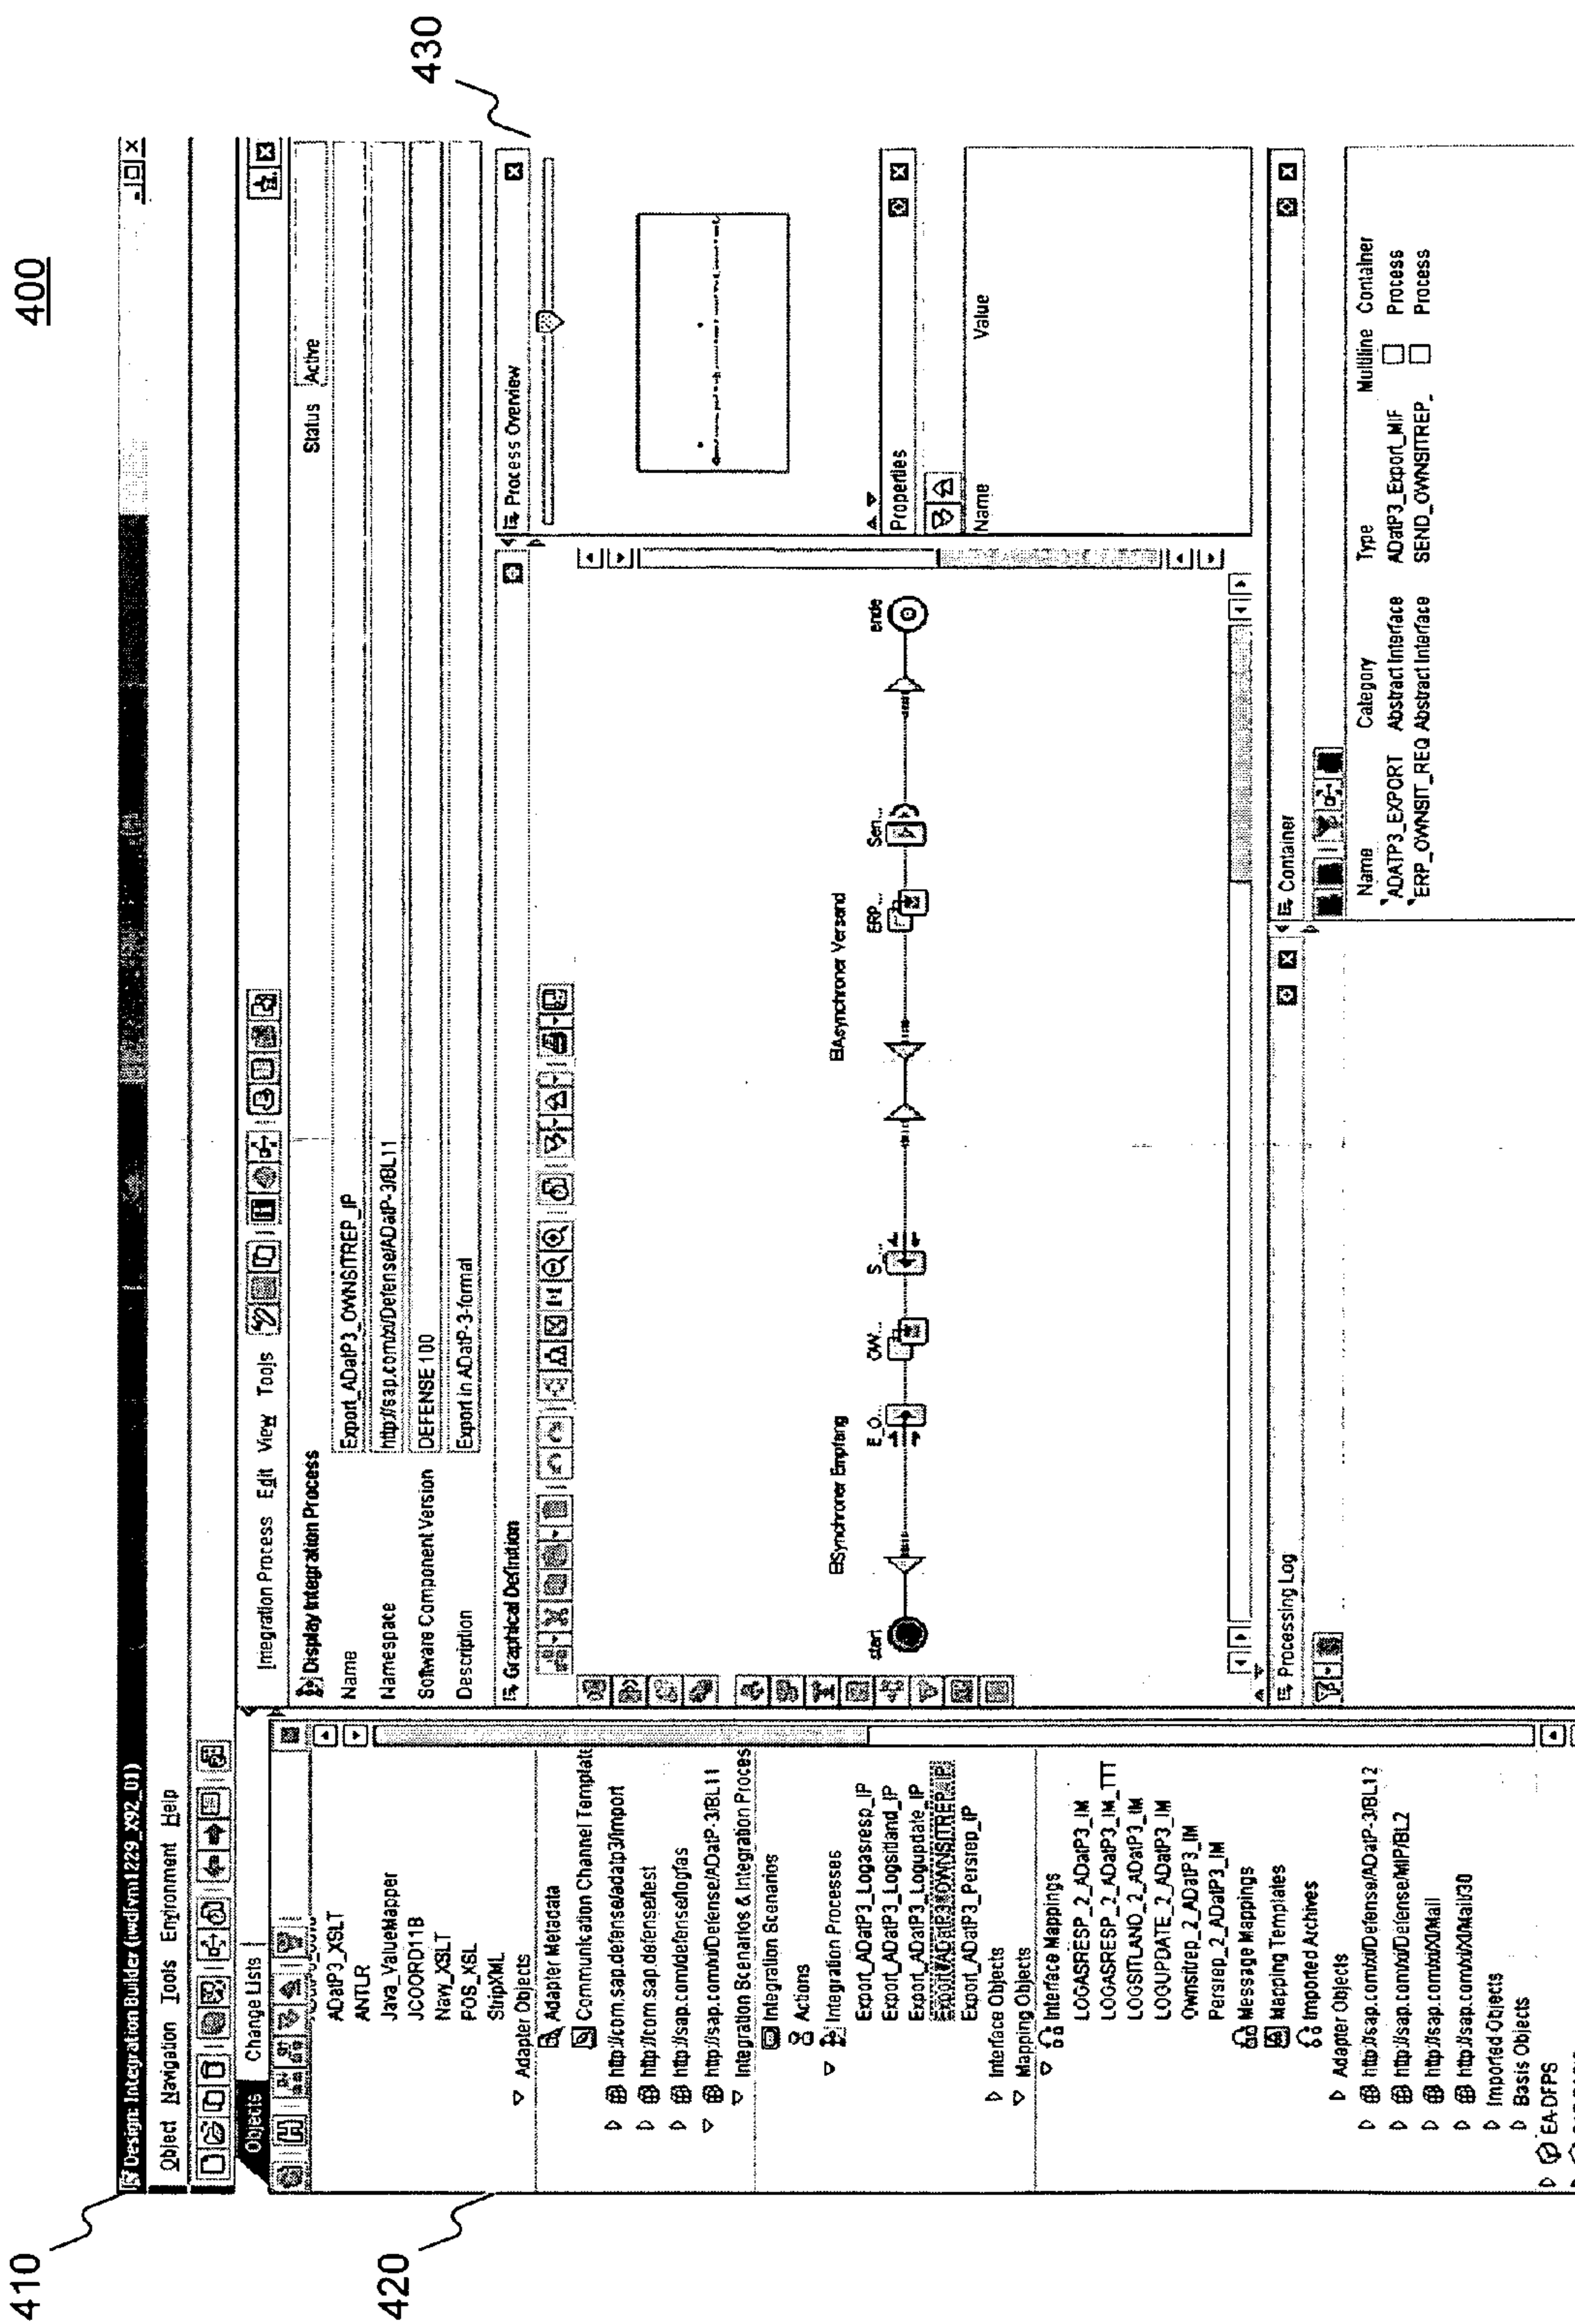 400
410
420
430
Design: Integration Builder (iwdfvm1229_X92_01)
Object Navigation Tools Environment Help
Objects Change Lists
ADatP3_XSLT
ANTLR
Java_ValueMapper
JCOORD11B
Navy_XSLT
POS_XSL
StripXML
Adapter Objects
Adapter Metadata
Communication Channel Template
http://com.sap.defense/adatp3/import
http://com.sap.defense/test
http://sap.com/defense/log/as
http://sap.com/xi/Defense/ADatP-3/BL11
Integration Scenarios & Integration Proces
Integration Scenarios
Actions
Integration Processes
Export_ADatP3_Logasresp_IP
Export_ADatP3_Logsitland_IP
Export_ADatP3_Logupdate_IP
Export_ADatP3_OWNSITREP_IP
Export_ADatP3_Persrep_IP
Interface Objects
Mapping Objects
Interface Mappings
LOGASRESP_2_ADatP3_IM
LOGASRESP_2_ADatP3_IM_TTT
LOGSITLAND_2_ADatP3_IM
LOGUPDATE_2_ADatP3_IM
Ownsitrep_2_ADatP3_IM
Persrep_2_ADatP3_IM
Message Mappings
Mapping Templates
Imported Archives
Adapter Objects
http://sap.com/xi/Defense/ADatP-3/BL12
http://sap.com/xi/Defense/MIP/BL2
http://sap.com/xi/XI/Mail
http://sap.com/xi/XI/Mail/30
Imported Objects
Basis Objects
EA-DFPS
Integration Process Edit View Tools
Display Integration Process
Status Active
Name Export_ADatP3_OWNSITREP_IP
Namespace http://sap.com/xi/Defense/ADatP-3/BL11
Software Component Version DEFENSE 100
Description Export in ADatP-3-format
Graphical Definition
Process Overview
start
Synchroner Empfang
E_O...
OW...
S_...
Asynchroner Versand
ERP...
Sen...
ende
Properties
Name Value
Processing Log
Container
Name Category Type Multiline Container
ADATP3_EXPORT Abstract Interface ADatP3_Export_MIF Process
ERP_OWNSIT_REQ Abstract Interface SEND_OWNSITREP_ Process